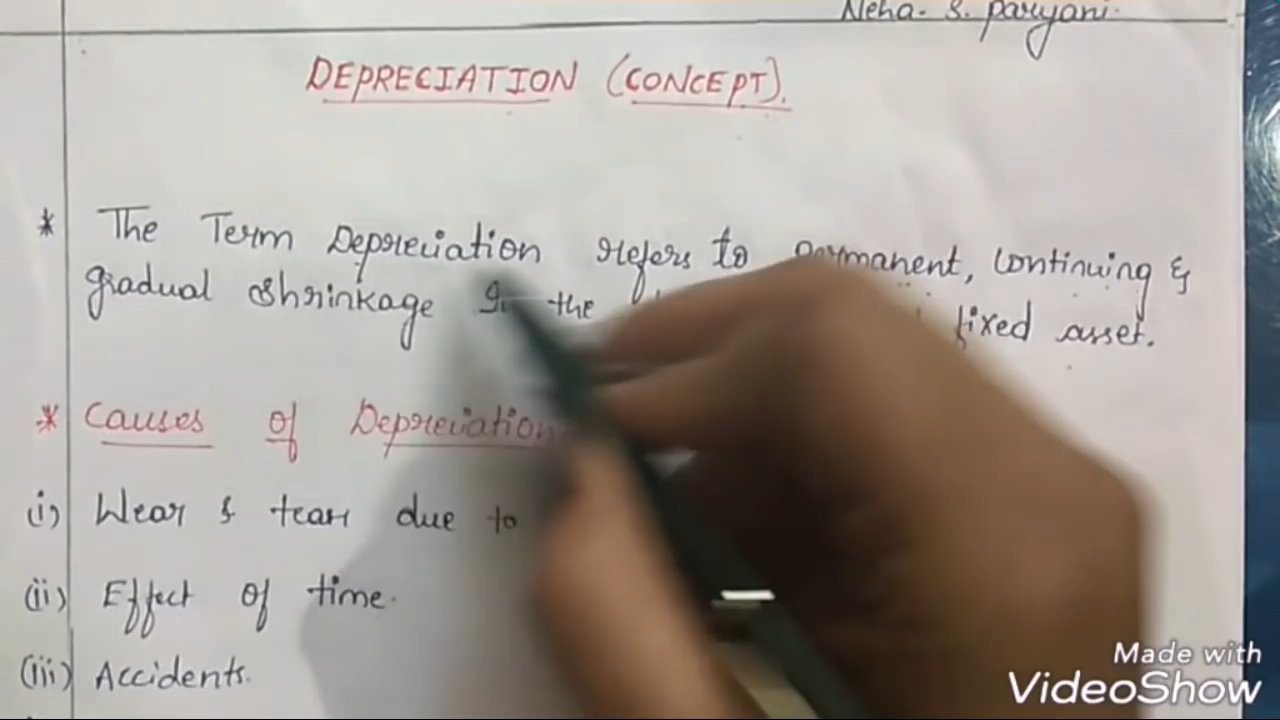 Neha. S. Paryani.
DEPRECIATION (CONCEPT).
* The Term Depreciation refers to permanent, Continuing &
gradual Shrinkage In the fixed asset.
* Causes of Depreciation
(i) Wear & tear due to
(ii) Effect of time.
(iii) Accidents.
Made with
VideoShow